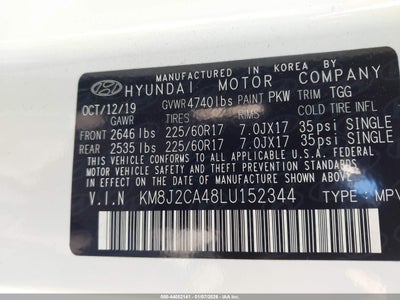 MANUFACTURED IN KOREA BY
HYUNDAI MOTOR COMPANY
OCT/12/19 GVWR 4740lbs PAINT PKW TRIM TGG
GAWR TIRES RIMS COLD TIRE INFL
FRONT 2646 lbs 225/60R17 7.0JX17 35psi SINGLE
REAR 2535 lbs 225/60R17 7.0JX17 35psi SINGLE
THIS VEHICLE CONFORMS TO ALL APPLICABLE U.S.A. FEDERAL
MOTOR VEHICLE SAFETY, BUMPER, AND THEFT PREVENTION
STANDARDS IN EFFECT ON THE DATE OF MANUFACTURE SHOWN ABOVE.
V.I.N KM8J2CA48LU152344 TYPE : MPV